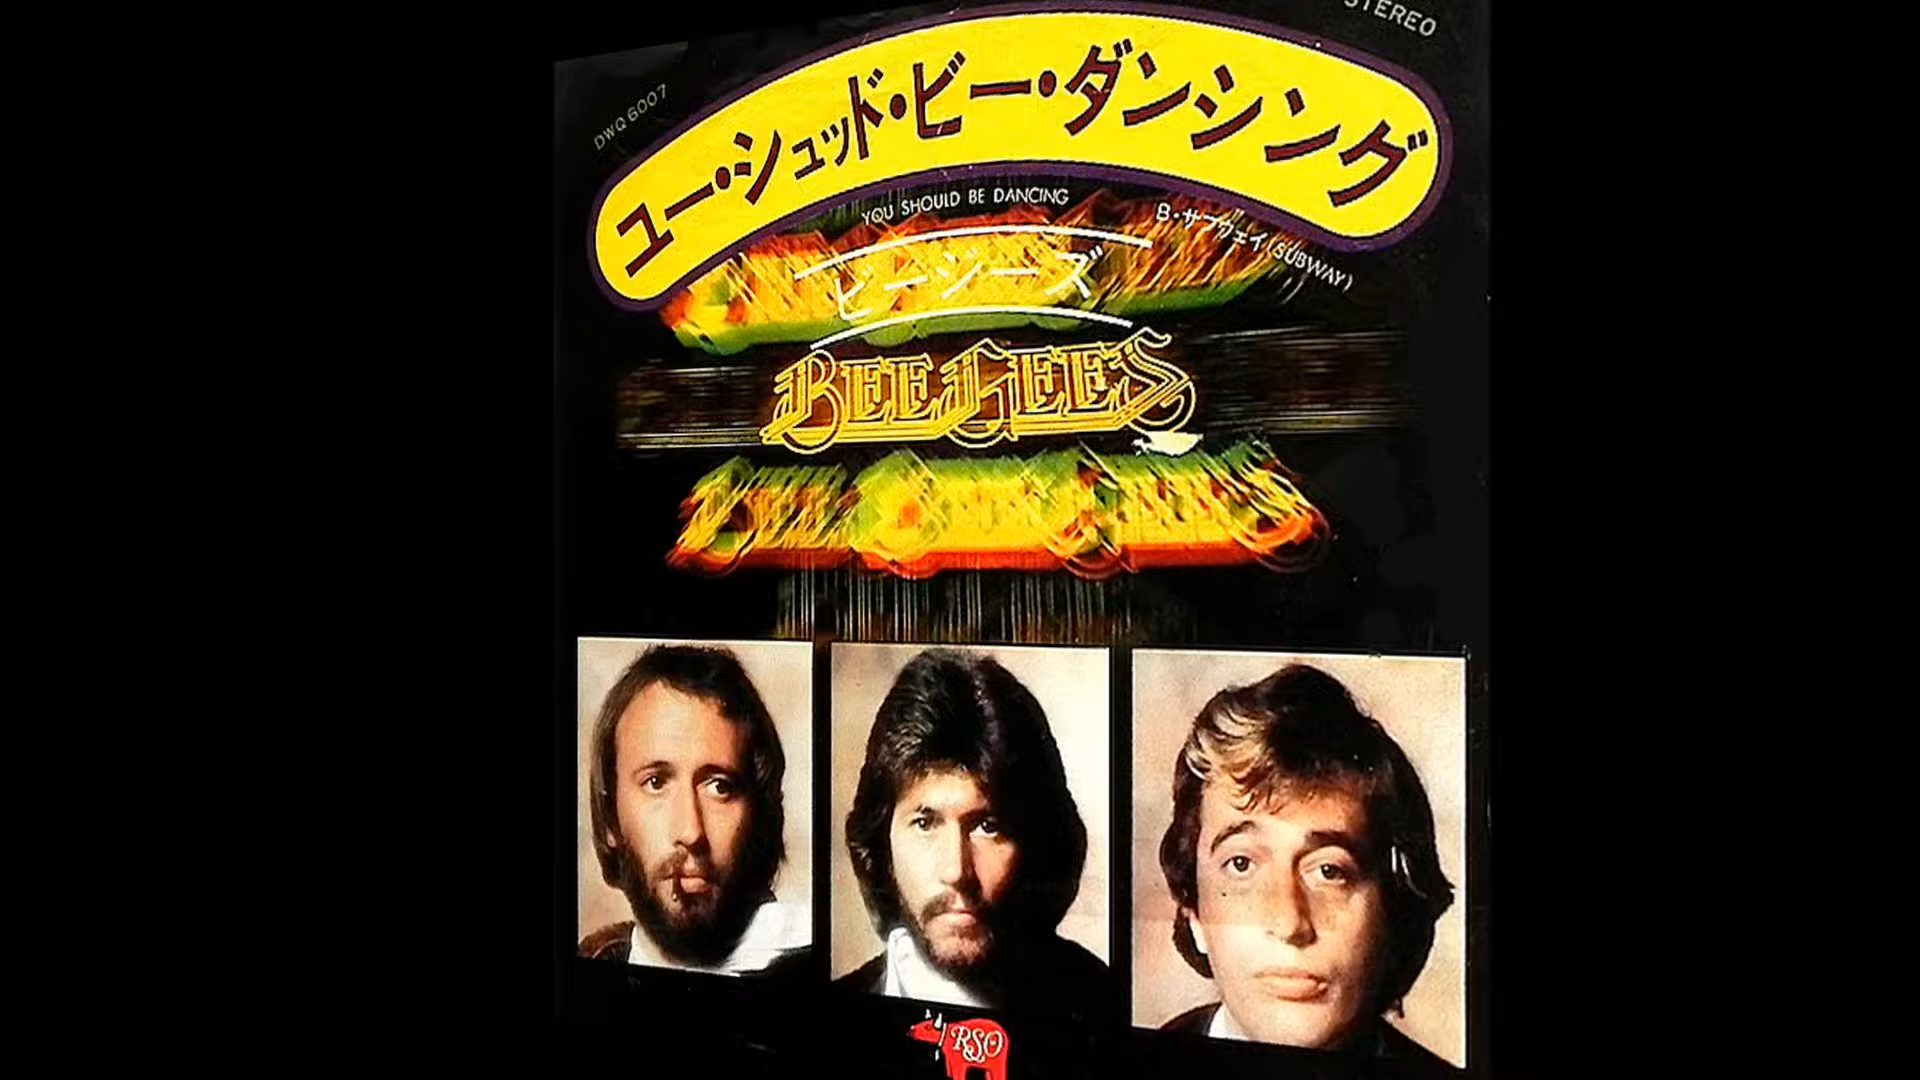 STEREO
DWQ 6007
ユー・シュッド・ビー・ダンシング
YOU SHOULD BE DANCING
B・サブウェイ(SUBWAY)
ビージーズ
BEE GEES
RSO